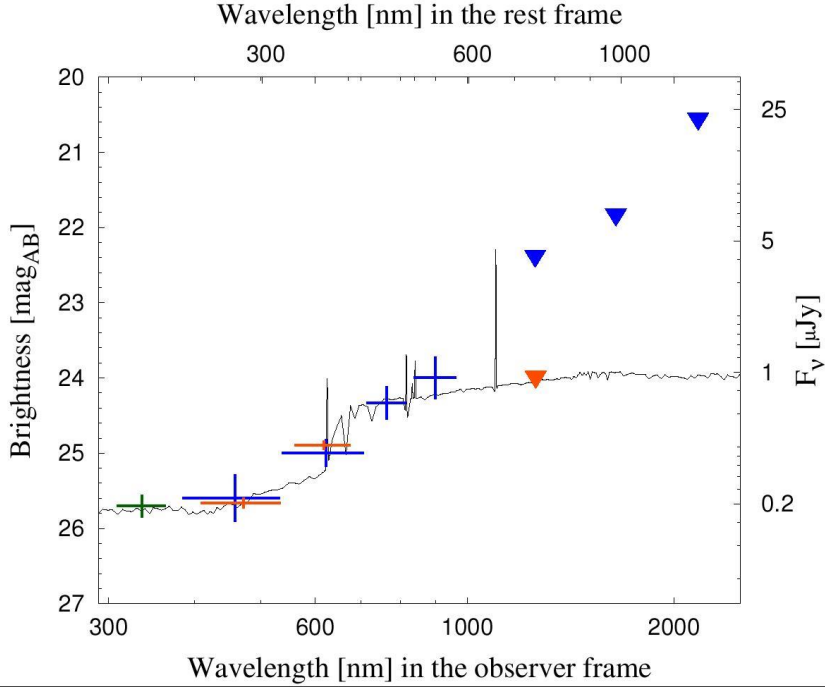 Wavelength [nm] in the rest frame
300 600 1000
20 25
21
22 5
23
24 1
25
26 0.2
27
Brightness [mag_AB]
F_ν [μJy]
300 600 1000 2000
Wavelength [nm] in the observer frame